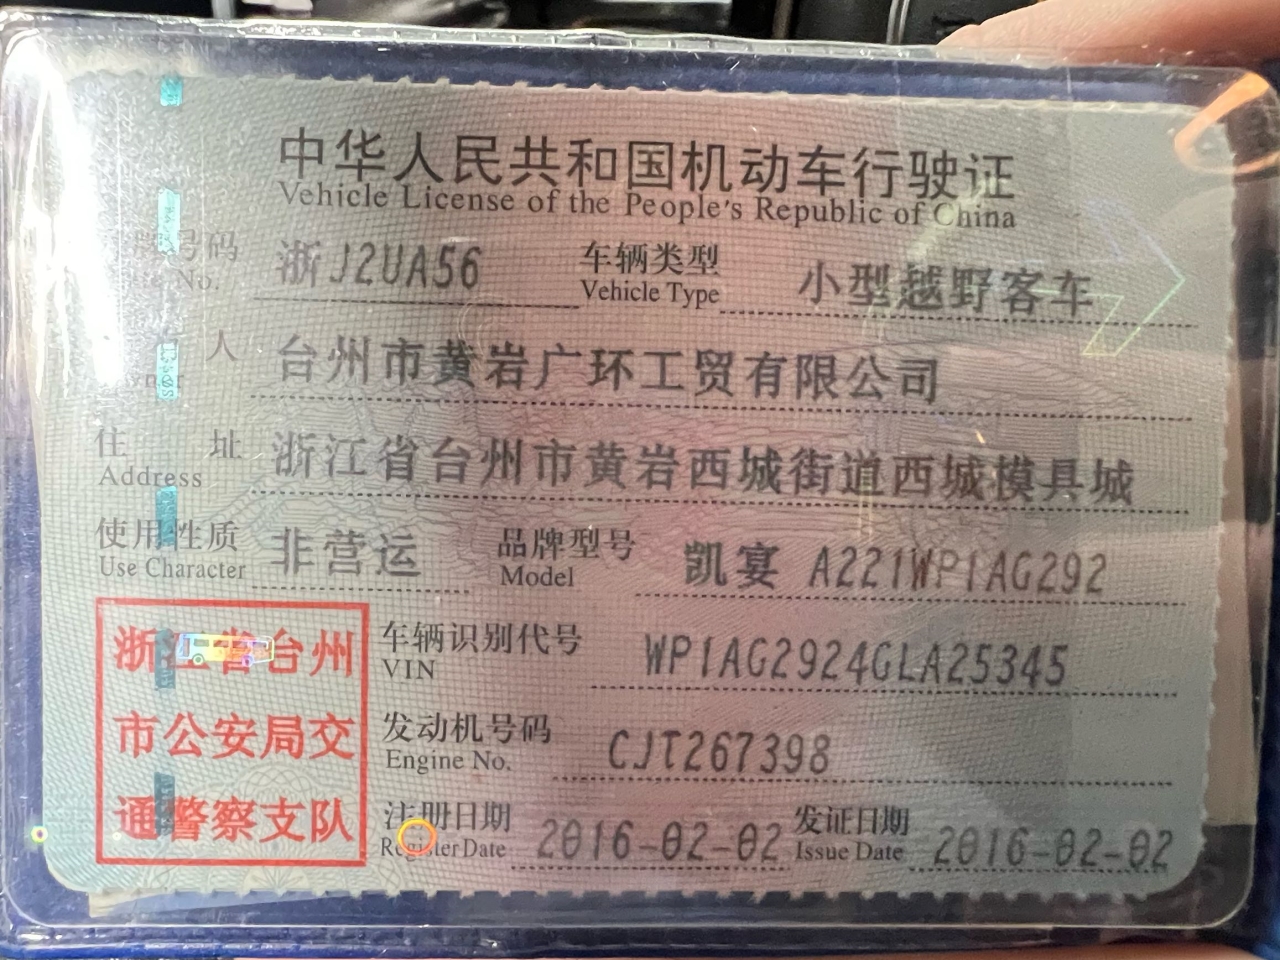 中华人民共和国机动车行驶证
Vehicle License of the People's Republic of China
号码 浙J2UA56 车辆类型 小型越野客车
No. Vehicle Type
人 台州市黄岩广环工贸有限公司
住址 浙江省台州市黄岩西城街道西城模具城
Address
使用性质 非营运 品牌型号 凯宴 A221WP1AG292
Use Character Model
浙江省台州 车辆识别代号 WP1AG2924GLA25345
VIN
市公安局交 发动机号码 CJT267398
Engine No.
通警察支队 注册日期 2016-02-02 发证日期 2016-02-02
Register Date Issue Date